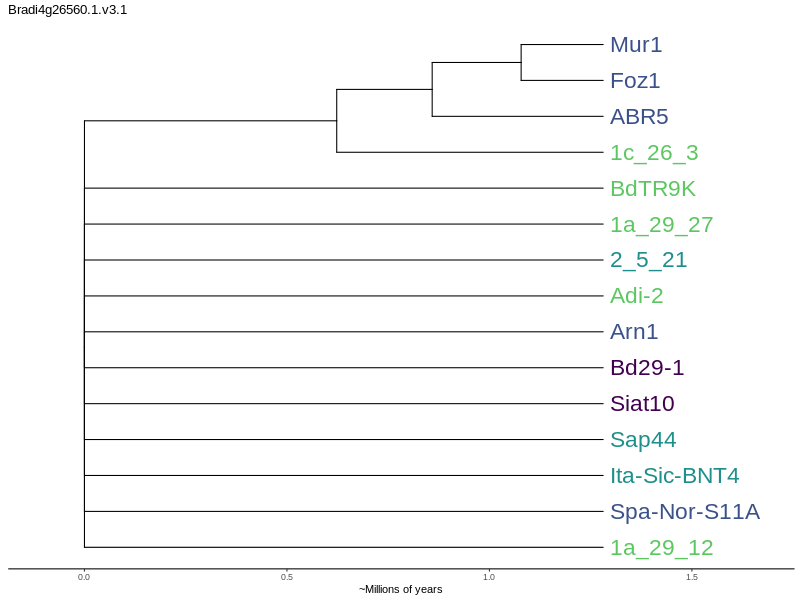 Bradi4g26560.1.v3.1
Mur1
Foz1
ABR5
1c_26_3
BdTR9K
1a_29_27
2_5_21
Adi-2
Arn1
Bd29-1
Siat10
Sap44
Ita-Sic-BNT4
Spa-Nor-S11A
1a_29_12
0.0 0.5 1.0 1.5
~Millions of years